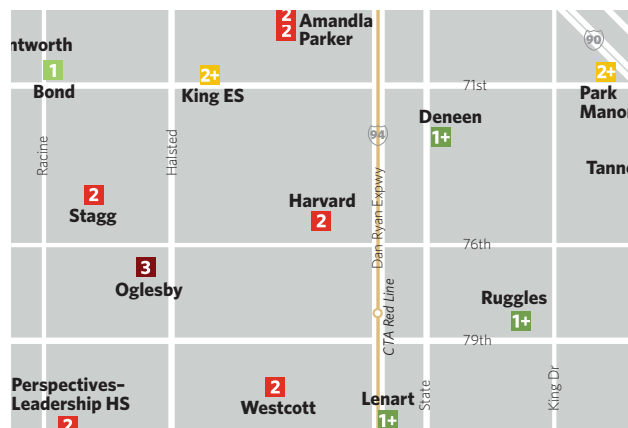 2
2
Amandla
Parker
ntworth
1
Bond
2+
King ES
90
2+
Park
Mano
71st
94
Deneen
1+
Racine
Halsted
Dan Ryan Expwy
Tann
2
Stagg
Harvard
2
76th
3
Oglesby
CTA Red Line
Ruggles
1+
79th
Perspectives–
Leadership HS
2
2
Westcott
Lenart
1+
State
King Dr